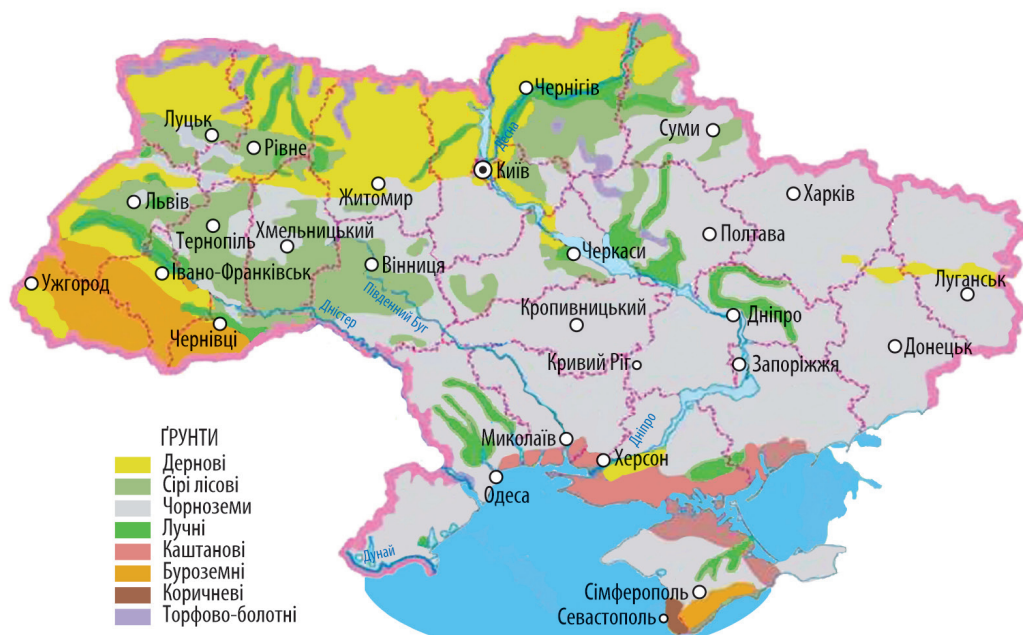 Чернігів
Луцьк
Суми
Рівне
Десна
Київ
Житомир
Харків
Львів
Хмельницький
Тернопіль
Полтава
Черкаси
Вінниця
Івано-Франківськ
Ужгород
Луганськ
Південний Буг
Кропивницький
Дністер
Дніпро
Чернівці
Донецьк
Кривий Ріг
Запоріжжя
Дніпро
Миколаїв
Херсон
Одеса
Дунай
Сімферополь
Севастополь
ҐРУНТИ
Дернові
Сірі лісові
Чорноземи
Лучні
Каштанові
Буроземні
Коричневі
Торфово-болотні